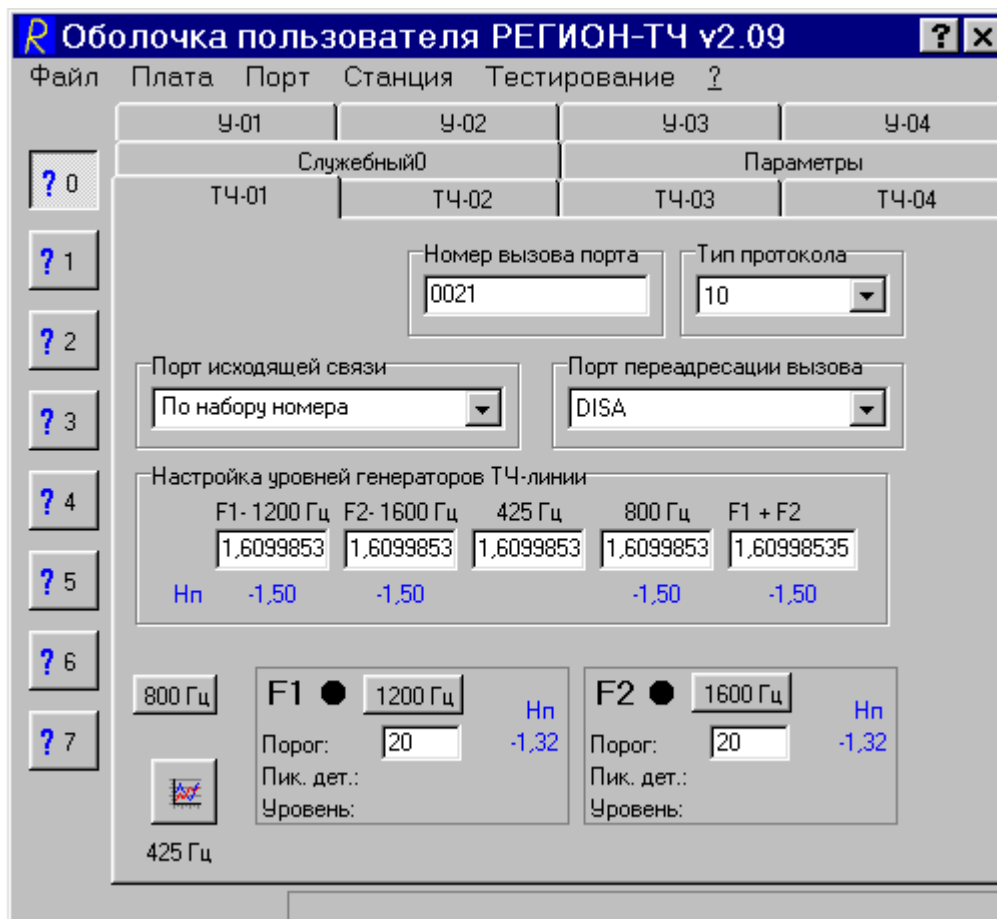 R Оболочка пользователя РЕГИОН-ТЧ v2.09 ? ×
Файл Плата Порт Станция Тестирование ?
У-01 У-02 У-03 У-04
Служебный0 Параметры
ТЧ-01 ТЧ-02 ТЧ-03 ТЧ-04
? 0
? 1
? 2
? 3
? 4
? 5
? 6
? 7
Номер вызова порта Тип протокола
0021 10
Порт исходящей связи Порт переадресации вызова
По набору номера DISA
Настройка уровней генераторов ТЧ-линии
F1- 1200 Гц F2- 1600 Гц 425 Гц 800 Гц F1 + F2
1,6099853 1,6099853 1,6099853 1,6099853 1,60998535
Нп -1,50 -1,50 -1,50 -1,50
800 Гц F1 1200 Гц Нп F2 1600 Гц Нп
Порог: 20 -1,32 Порог: 20 -1,32
Пик. дет.: Пик. дет.:
Уровень: Уровень:
425 Гц